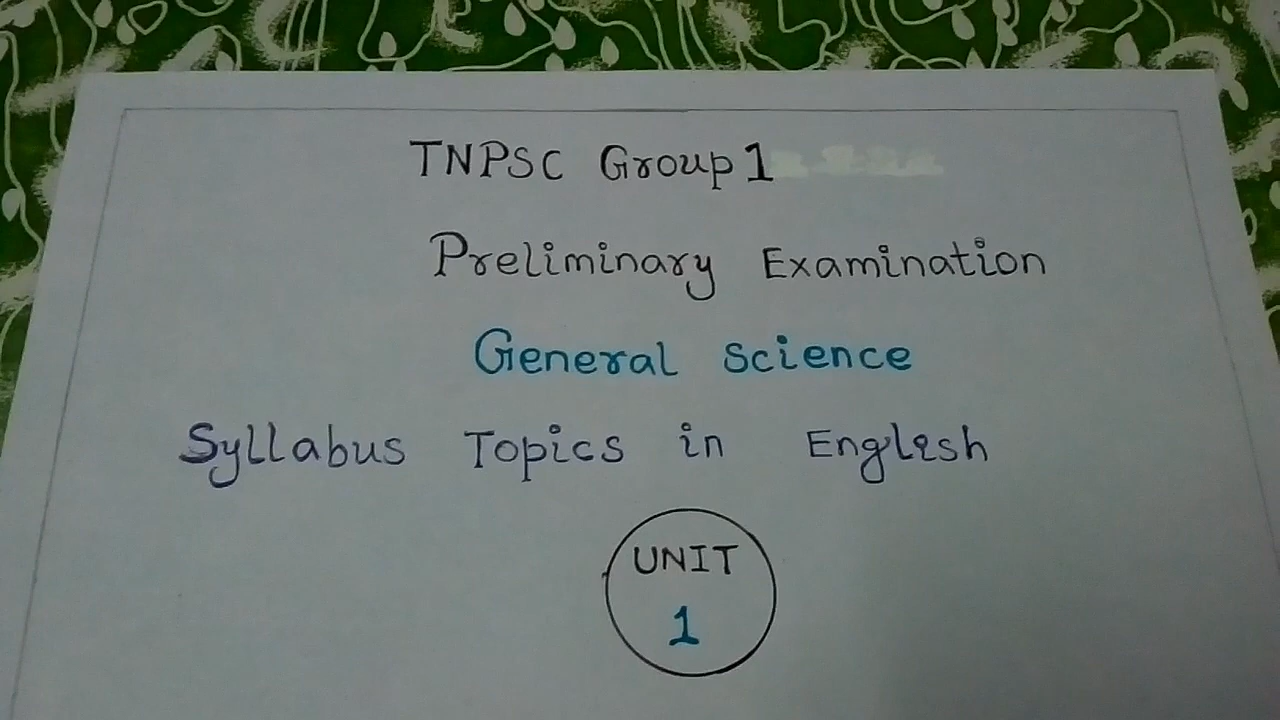 TNPSC Group 1
Preliminary Examination
General Science
Syllabus Topics in English
UNIT
1